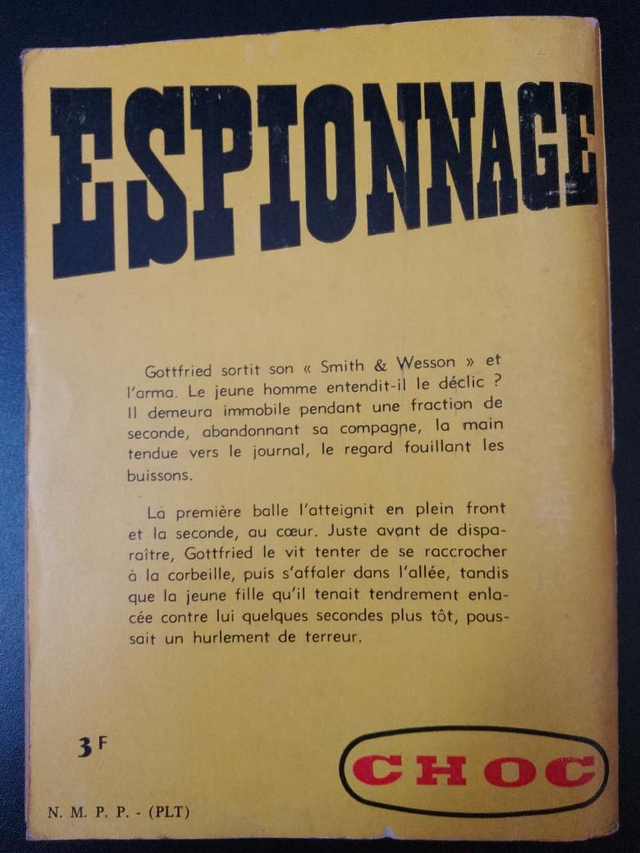 ESPIONNAGE
Gottfried sortit son « Smith & Wesson » et
l'arma. Le jeune homme entendit-il le déclic ?
Il demeura immobile pendant une fraction de
seconde, abandonnant sa compagne, la main
tendue vers le journal, le regard fouillant les
buissons.
La première balle l'atteignit en plein front
et la seconde, au cœur. Juste avant de dispa-
raître, Gottfried le vit tenter de se raccrocher
à la corbeille, puis s'affaler dans l'allée, tandis
que la jeune fille qu'il tenait tendrement enla-
cée contre lui quelques secondes plus tôt, pous-
sait un hurlement de terreur.
3 F
CHOC
N. M. P. P. - (PLT)